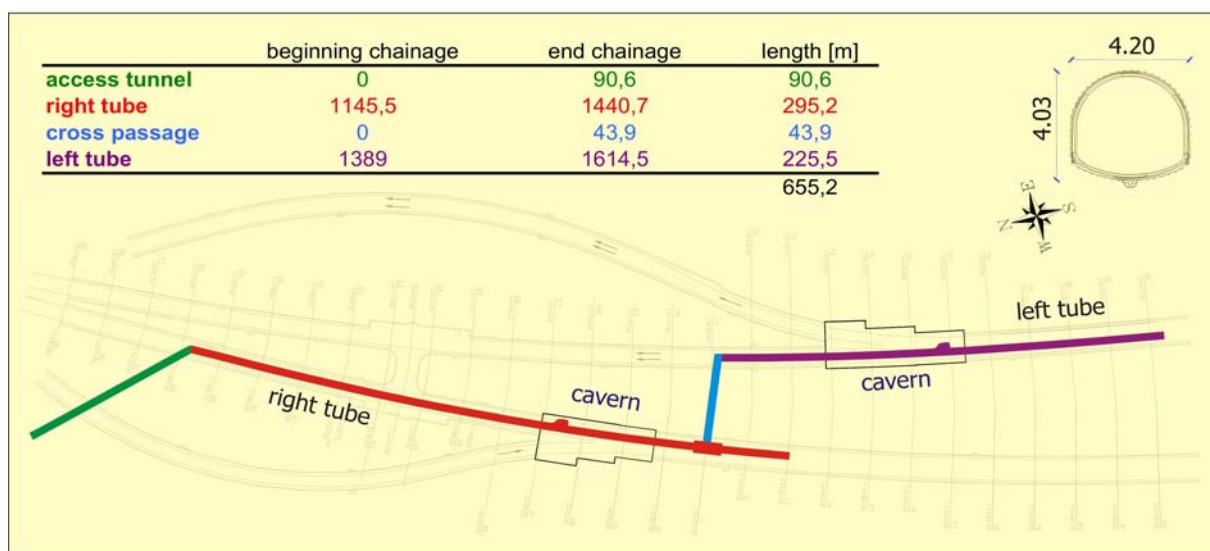 beginning chainage end chainage length [m]
access tunnel 0 90,6 90,6
right tube 1145,5 1440,7 295,2
cross passage 0 43,9 43,9
left tube 1389 1614,5 225,5
655,2
4.20
4.03
E
N
S
W
left tube
cavern
right tube
cavern